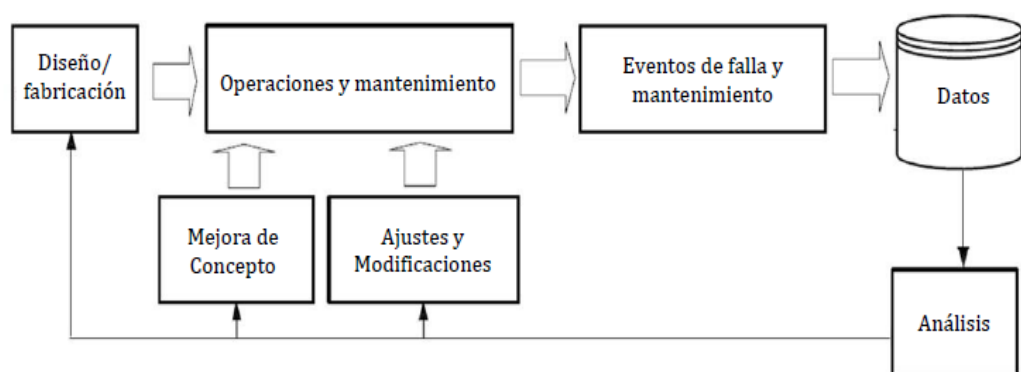 Diseño/
fabricación
Operaciones y mantenimiento
Eventos de falla y
mantenimiento
Datos
Mejora de
Concepto
Ajustes y
Modificaciones
Análisis